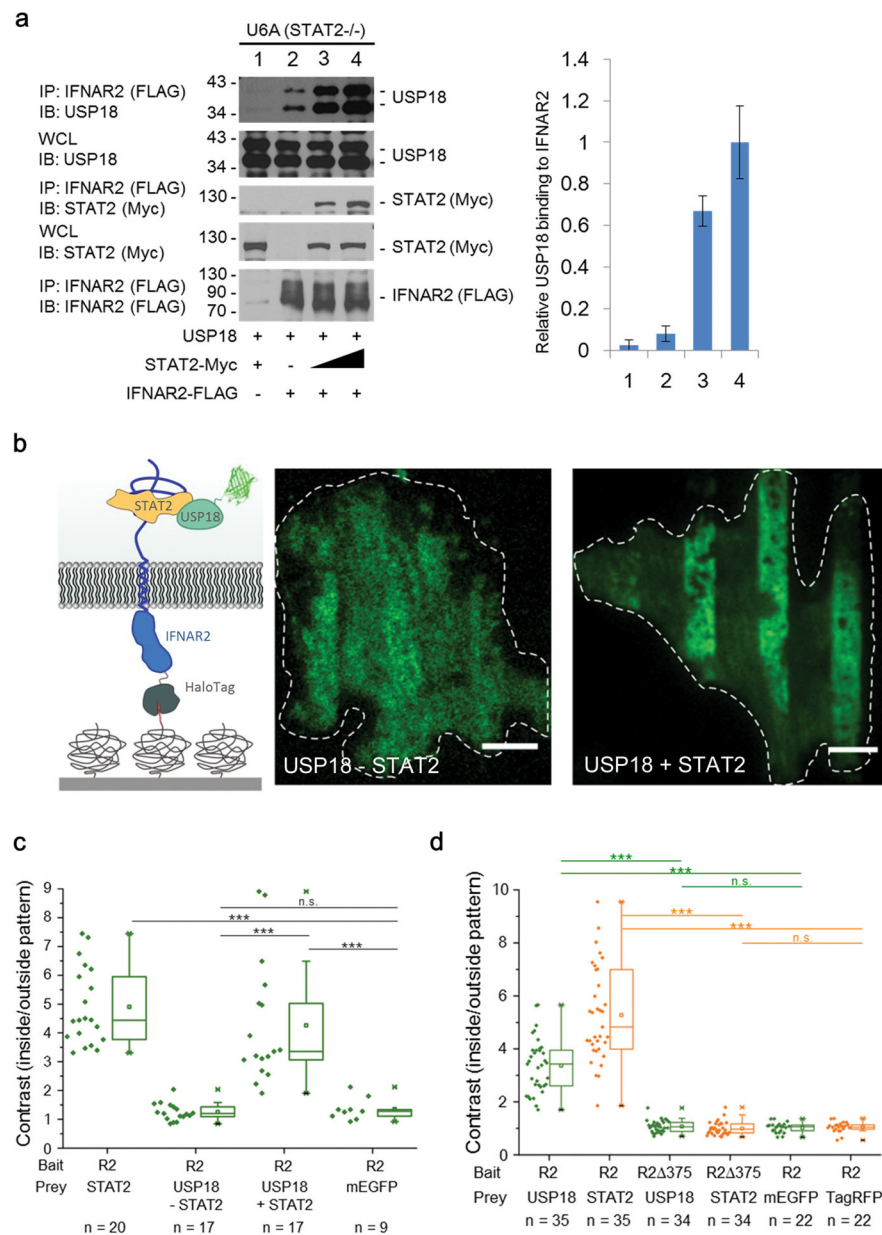 a
U6A (STAT2-/-)
1 2 3 4
IP: IFNAR2 (FLAG)
IB: USP18
43 -
34 -
- USP18
WCL
IB: USP18
43 -
34 -
- USP18
IP: IFNAR2 (FLAG)
IB: STAT2 (Myc)
130 -
- STAT2 (Myc)
WCL
IB: STAT2 (Myc)
130 -
- STAT2 (Myc)
IP: IFNAR2 (FLAG)
IB: IFNAR2 (FLAG)
130 -
90 -
70 -
- IFNAR2 (FLAG)
USP18 + + + +
STAT2-Myc + -
IFNAR2-FLAG - + + +
Relative USP18 binding to IFNAR2
1.4
1.2
1
0.8
0.6
0.4
0.2
0
1 2 3 4
b
STAT2
USP18
IFNAR2
HaloTag
USP18 - STAT2
USP18 + STAT2
c
Contrast (inside/outside pattern)
9
8
7
6
5
4
3
2
1
0
n.s.
***
***
***
Bait R2 R2 R2 R2
Prey STAT2 USP18 USP18 mEGFP
- STAT2 + STAT2
n = 20 n = 17 n = 17 n = 9
d
Contrast (inside/outside pattern)
10
8
6
4
2
0
***
***
n.s.
***
***
n.s.
Bait R2 R2 R2Δ375 R2Δ375 R2 R2
Prey USP18 STAT2 USP18 STAT2 mEGFP TagRFP
n = 35 n = 35 n = 34 n = 34 n = 22 n = 22